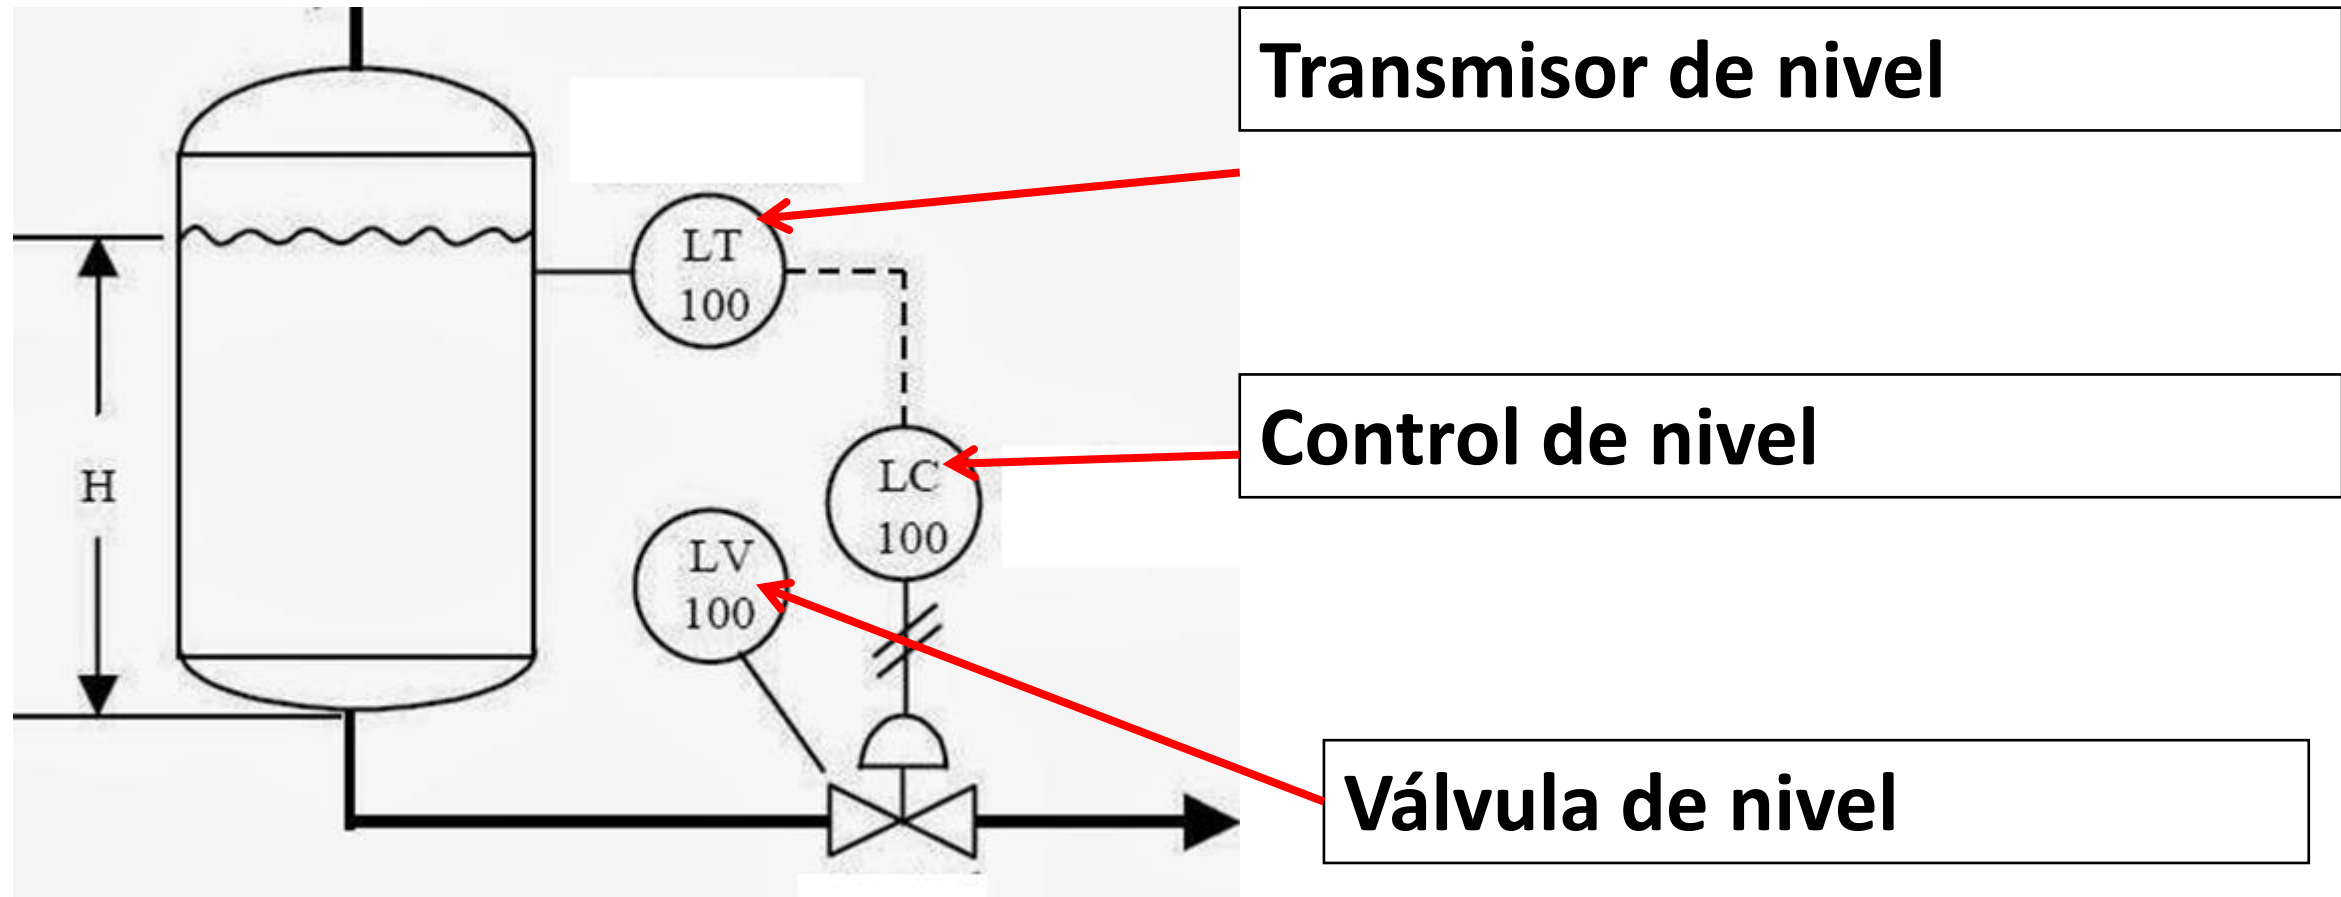 Transmisor de nivel
LT
100
Control de nivel
LC
100
H
LV
100
Válvula de nivel